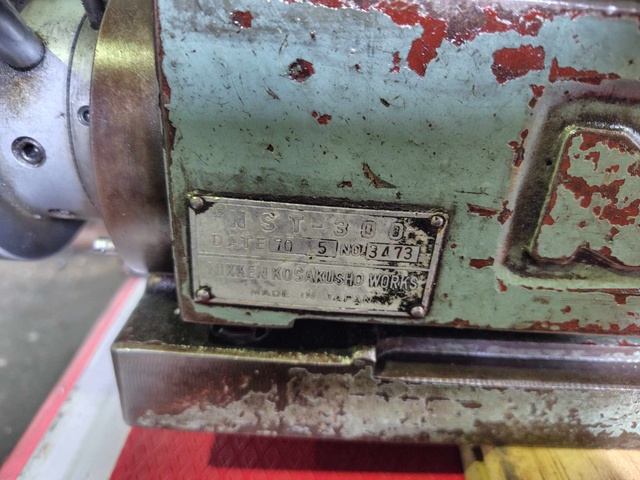 NST-300
DATE 70 5 NO. 3473
NIKKEN KOSAKUSHO WORKS
MADE IN JAPAN